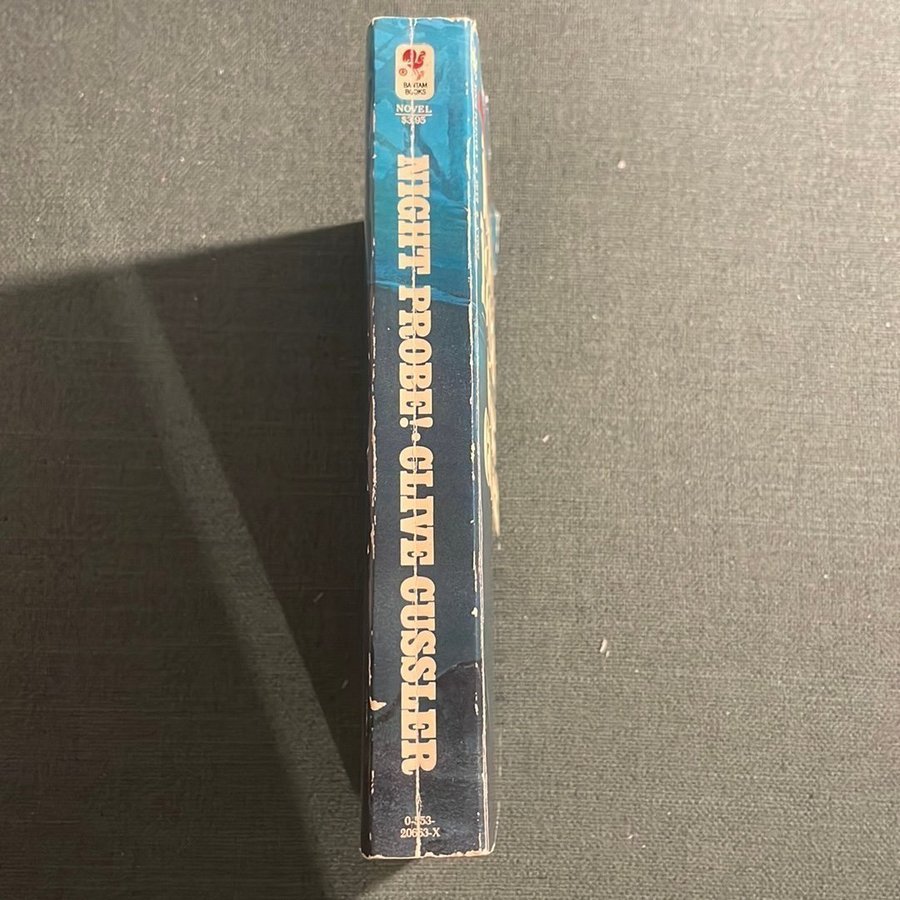 BANTAM
BOOKS
NOVEL
$3.95
NIGHT PROBE! · CLIVE CUSSLER
0-553-
20663-X